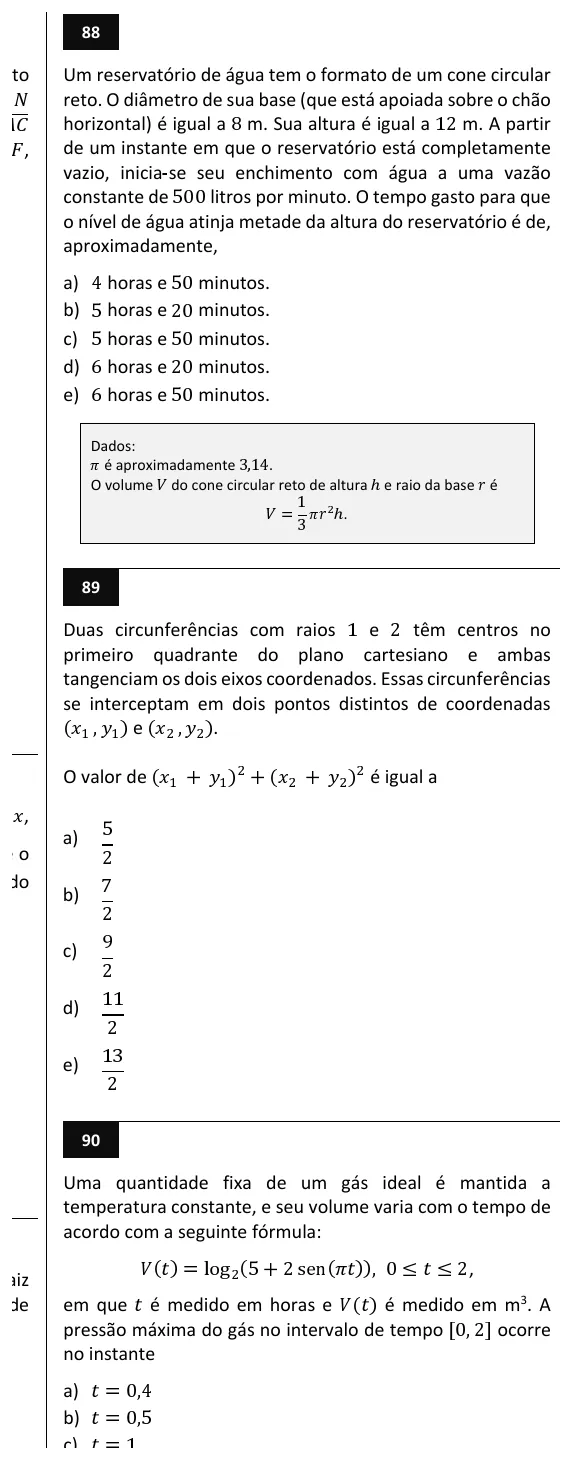 to
N
AC
F,
88
Um reservatório de água tem o formato de um cone circular
reto. O diâmetro de sua base (que está apoiada sobre o chão
horizontal) é igual a 8 m. Sua altura é igual a 12 m. A partir
de um instante em que o reservatório está completamente
vazio, inicia-se seu enchimento com água a uma vazão
constante de 500 litros por minuto. O tempo gasto para que
o nível de água atinja metade da altura do reservatório é de,
aproximadamente,
a) 4 horas e 50 minutos.
b) 5 horas e 20 minutos.
c) 5 horas e 50 minutos.
d) 6 horas e 20 minutos.
e) 6 horas e 50 minutos.
Dados:
π é aproximadamente 3,14.
O volume V do cone circular reto de altura h e raio da base r é
V = 1/3 πr²h.
89
Duas circunferências com raios 1 e 2 têm centros no
primeiro quadrante do plano cartesiano e ambas
tangenciam os dois eixos coordenados. Essas circunferências
se interceptam em dois pontos distintos de coordenadas
(x₁ , y₁) e (x₂ , y₂).
O valor de (x₁ + y₁)² + (x₂ + y₂)² é igual a
x,
o
do
a) 5/2
b) 7/2
c) 9/2
d) 11/2
e) 13/2
90
Uma quantidade fixa de um gás ideal é mantida a
temperatura constante, e seu volume varia com o tempo de
acordo com a seguinte fórmula:
V(t) = log₂(5 + 2 sen(πt)), 0 ≤ t ≤ 2,
aiz
de
em que t é medido em horas e V(t) é medido em m³. A
pressão máxima do gás no intervalo de tempo [0, 2] ocorre
no instante
a) t = 0,4
b) t = 0,5
c) t = 1